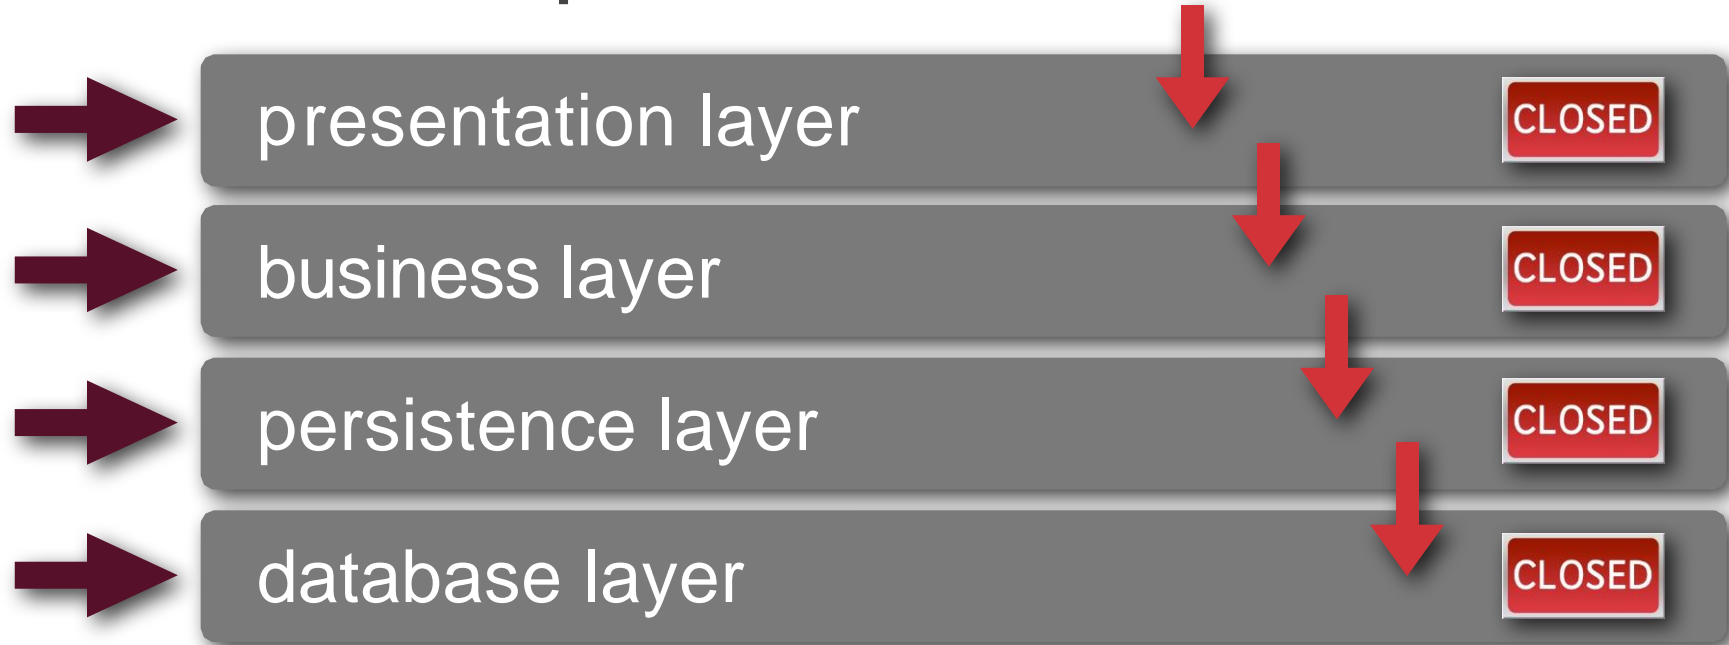 presentation layer CLOSED
business layer CLOSED
persistence layer CLOSED
database layer CLOSED